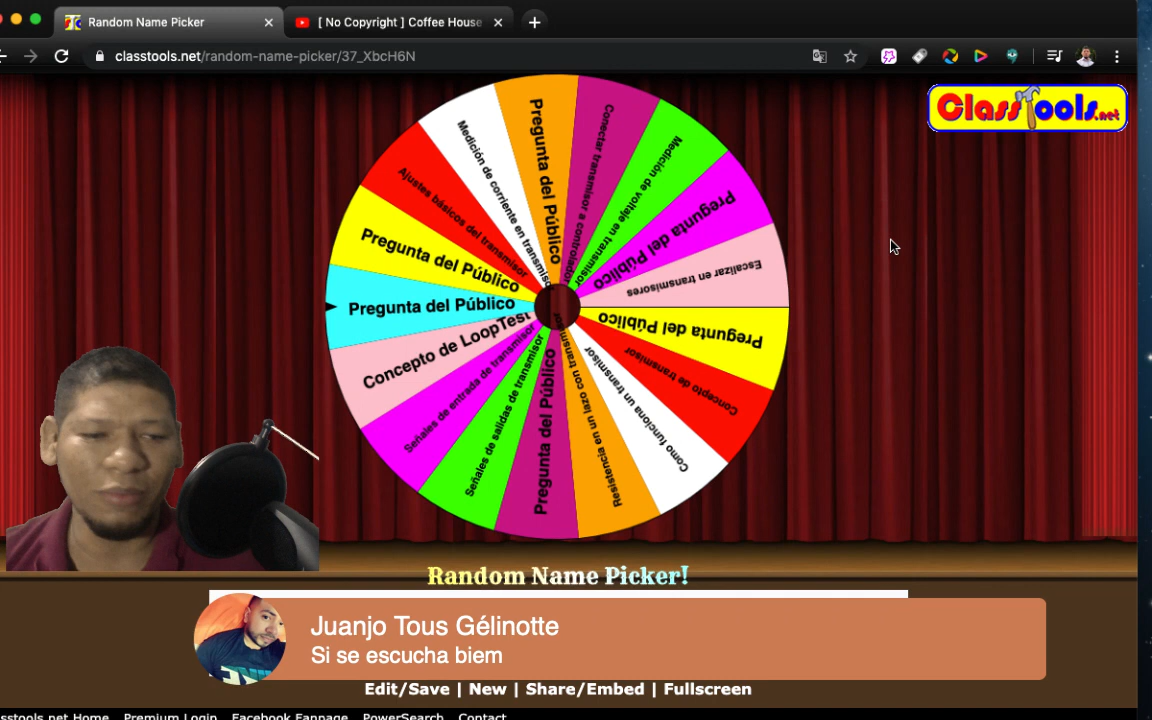 Random Name Picker
[ No Copyright ] Coffee House
classtools.net/random-name-picker/37_XbcH6N
ClassTools.net
Pregunta del Público
Conectar transmisor a controlador
Medición de voltaje en transmisor
Pregunta del Público
Escalizar en transmisores
Pregunta del Público
Concepto de transmisor
Como funciona un transmisor
Resistencia en un lazo con transmisor
Pregunta del Público
Señales de salidas de transmisor
Señales de entrada de transmisor
Concepto de LoopTest
Pregunta del Público
Pregunta del Público
Ajustes básicos del transmisor
Medición de corriente en transmisor
Random Name Picker!
Juanjo Tous Gélinotte
Si se escucha biem
Edit/Save | New | Share/Embed | Fullscreen
sstools.net Home Premium Login Facebook Fanpage PowerSearch Contact